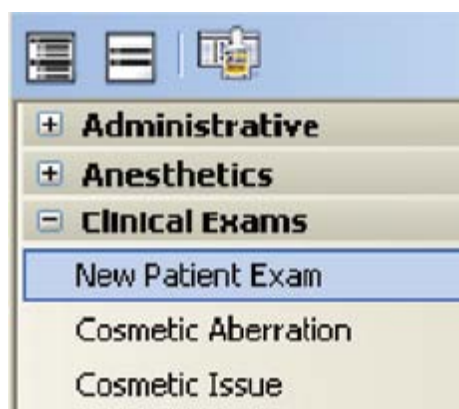 Administrative
Anesthetics
Clinical Exams
New Patient Exam
Cosmetic Aberration
Cosmetic Issue